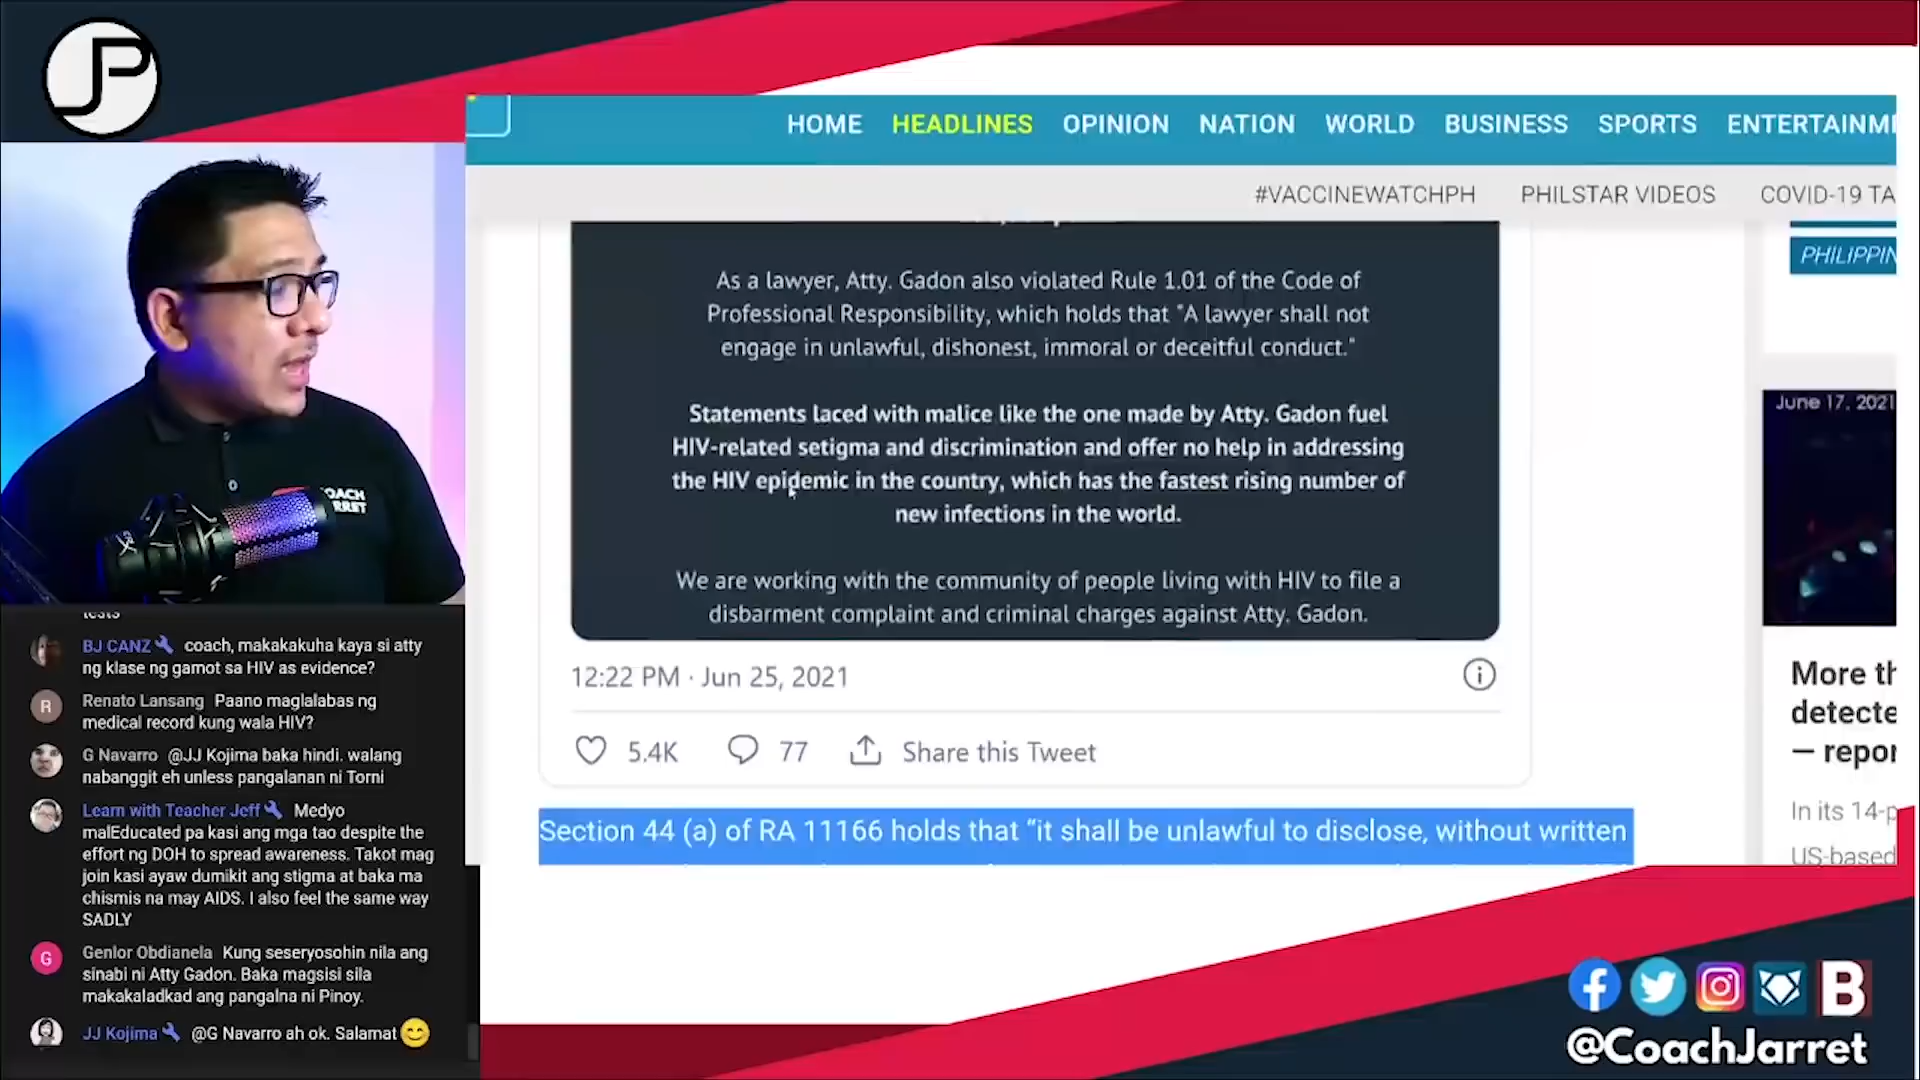 JP
HOME HEADLINES OPINION NATION WORLD BUSINESS SPORTS ENTERTAINM
#VACCINEWATCHPH PHILSTAR VIDEOS COVID-19 TA
PHILIPPIN
As a lawyer, Atty. Gadon also violated Rule 1.01 of the Code of
Professional Responsibility, which holds that "A lawyer shall not
engage in unlawful, dishonest, immoral or deceitful conduct."
Statements laced with malice like the one made by Atty. Gadon fuel
HIV-related setigma and discrimination and offer no help in addressing
the HIV epidemic in the country, which has the fastest rising number of
new infections in the world.
We are working with the community of people living with HIV to file a
disbarment complaint and criminal charges against Atty. Gadon.
12:22 PM · Jun 25, 2021
5.4K 77 Share this Tweet
Section 44 (a) of RA 11166 holds that “it shall be unlawful to disclose, without written
June 17, 2021
More th
detecte
— repor
In its 14-p
US-based
OACH
RRET
tests
BJ CANZ coach, makakakuha kaya si atty
ng klase ng gamot sa HIV as evidence?
R
Renato Lansang Paano maglalabas ng
medical record kung wala HIV?
G Navarro @JJ Kojima baka hindi. walang
nabanggit eh unless pangalanan ni Torni
Learn with Teacher Jeff Medyo
malEducated pa kasi ang mga tao despite the
effort ng DOH to spread awareness. Takot mag
join kasi ayaw dumikit ang stigma at baka ma
chismis na may AIDS. I also feel the same way
SADLY
G
Genlor Obdianela Kung seseryosohin nila ang
sinabi ni Atty Gadon. Baka magsisi sila
makakaladkad ang pangalna ni Pinoy.
JJ Kojima @G Navarro ah ok. Salamat 😊
B
@CoachJarret